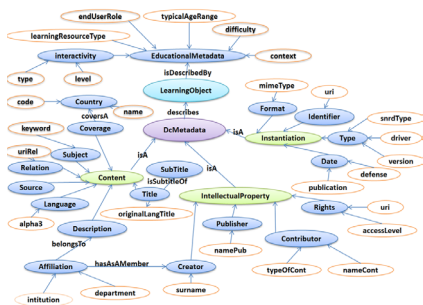 endUserRole
typicalAgeRange
learningResourceType
difficulty
interactivity
EducationalMetadata
context
type
level
isDescribedBy
LearningObject
code
Country
name
coversA
describes
mimeType
uri
Format
Identifier
Coverage
DcMetadata
isA
Instantiation
Type
snrdType
driver
version
keyword
Subject
uriRel
Relation
isA
SubTitle
isA
Date
defense
Content
isSubtitleOf
Source
Title
IntellectualProperty
publication
Language
originalLangTitle
Rights
uri
alpha3
Description
Publisher
accessLevel
belongsTo
namePub
Contributor
Affiliation
hasAsAMember
Creator
typeOfCont
nameCont
intitution
department
surname